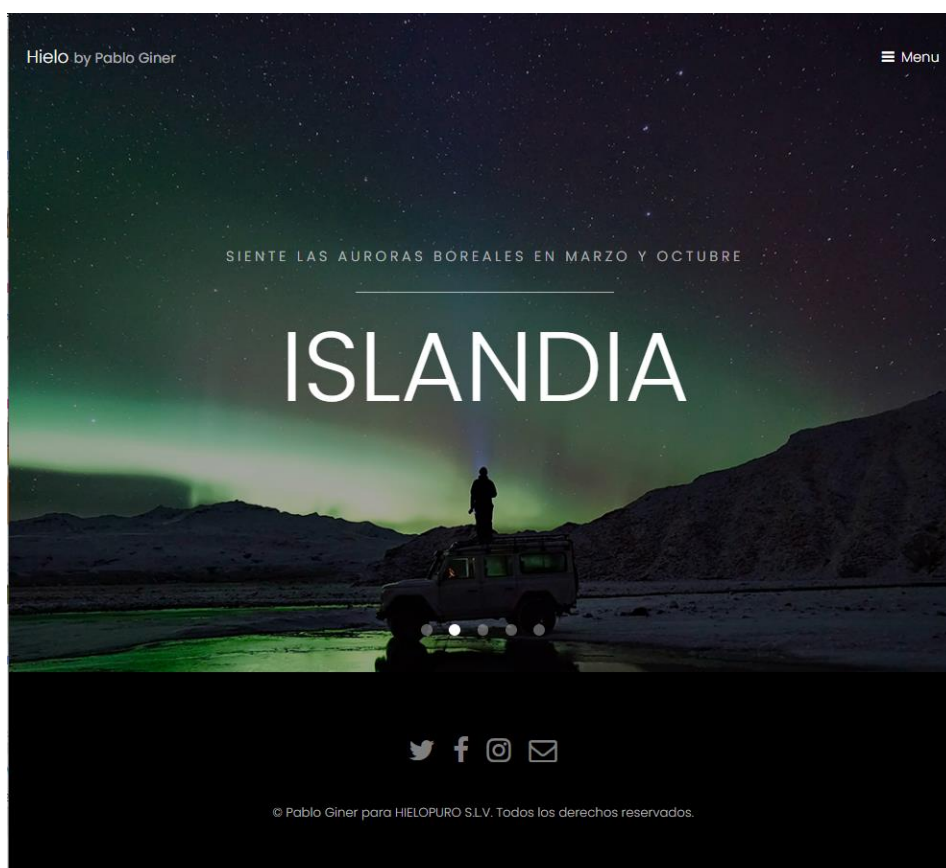 Hielo by Pablo Giner
Menu
SIENTE LAS AURORAS BOREALES EN MARZO Y OCTUBRE
ISLANDIA
© Pablo Giner para HIELOPURO S.L.V. Todos los derechos reservados.